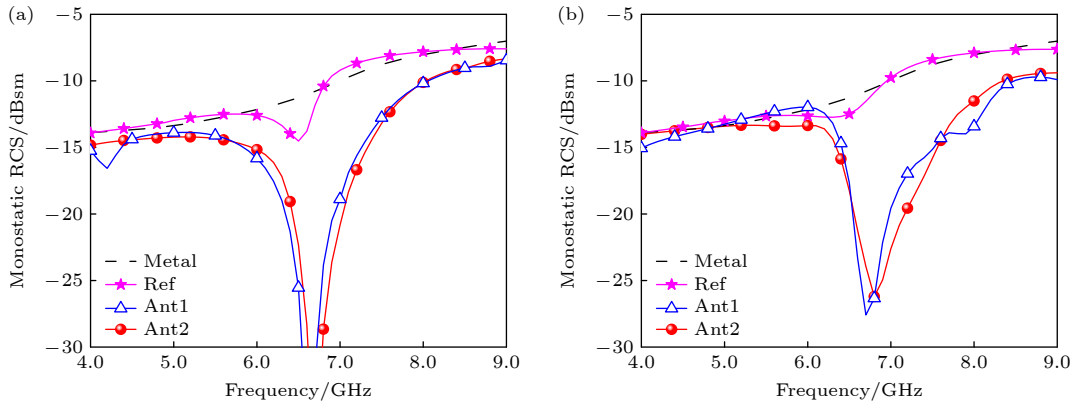 (a)
−5
−10
−15
−20
−25
−30
Monostatic RCS/dBsm
Metal
Ref
Ant1
Ant2
4.0 5.0 6.0 7.0 8.0 9.0
Frequency/GHz
(b)
−5
−10
−15
−20
−25
−30
Monostatic RCS/dBsm
Metal
Ref
Ant1
Ant2
4.0 5.0 6.0 7.0 8.0 9.0
Frequency/GHz